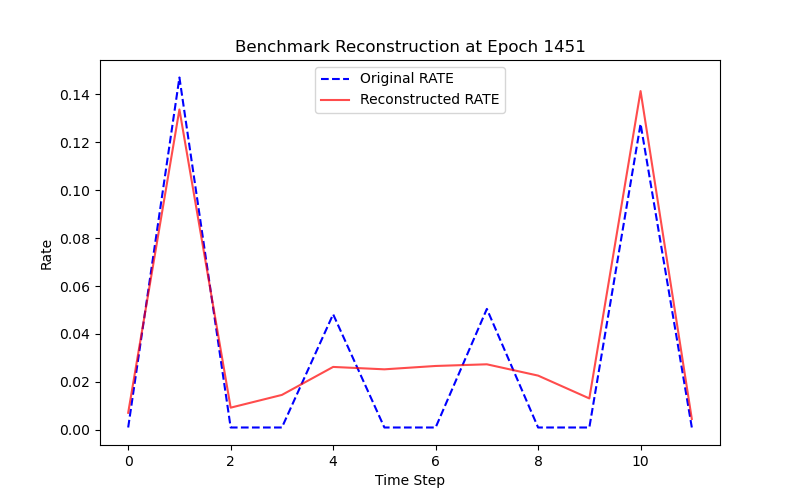 Benchmark Reconstruction at Epoch 1451
Original RATE
Reconstructed RATE
0.14
0.12
0.10
0.08
0.06
0.04
0.02
0.00
Rate
0 2 4 6 8 10
Time Step